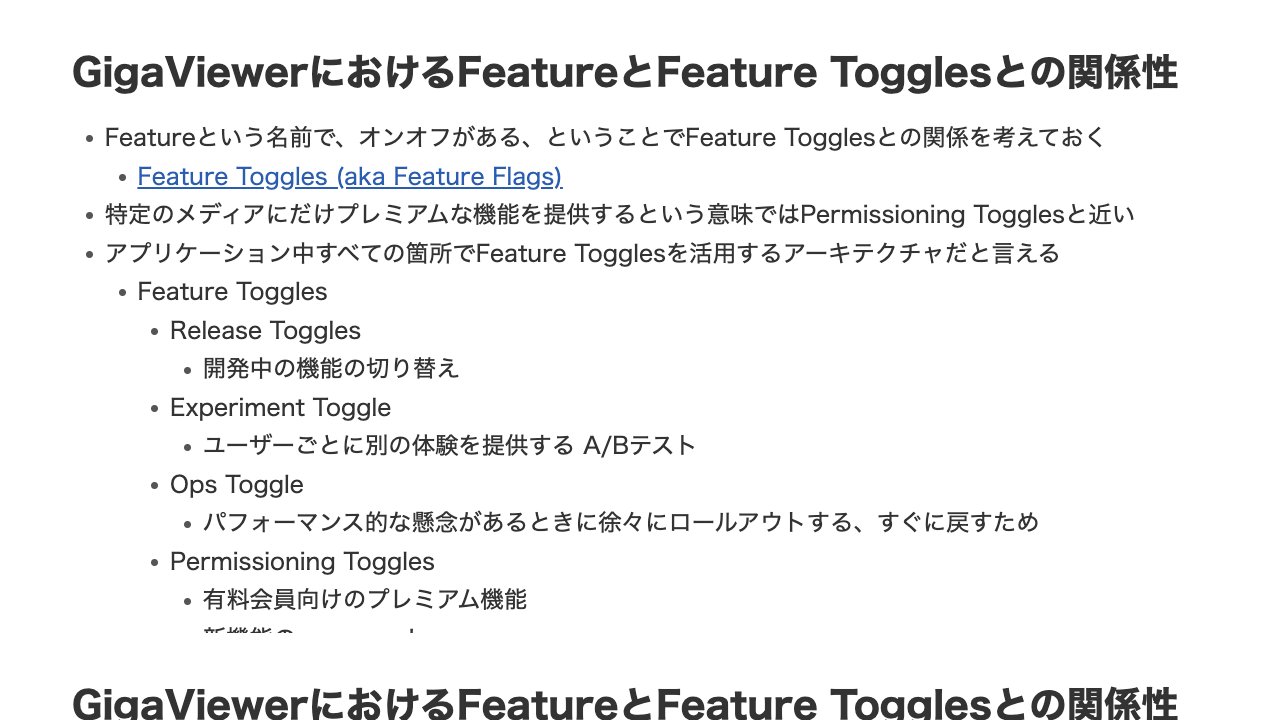 GigaViewerにおけるFeatureとFeature Togglesとの関係性
Featureという名前で、オンオフがある、ということでFeature Togglesとの関係を考えておく
Feature Toggles (aka Feature Flags)
特定のメディアにだけプレミアムな機能を提供するという意味ではPermissioning Togglesと近い
アプリケーション中すべての箇所でFeature Togglesを活用するアーキテクチャだと言える
Feature Toggles
Release Toggles
開発中の機能の切り替え
Experiment Toggle
ユーザーごとに別の体験を提供する A/Bテスト
Ops Toggle
パフォーマンス的な懸念があるときに徐々にロールアウトする、すぐに戻すため
Permissioning Toggles
有料会員向けのプレミアム機能
新機能の
GigaViewerにおけるFeatureとFeature Togglesとの関係性